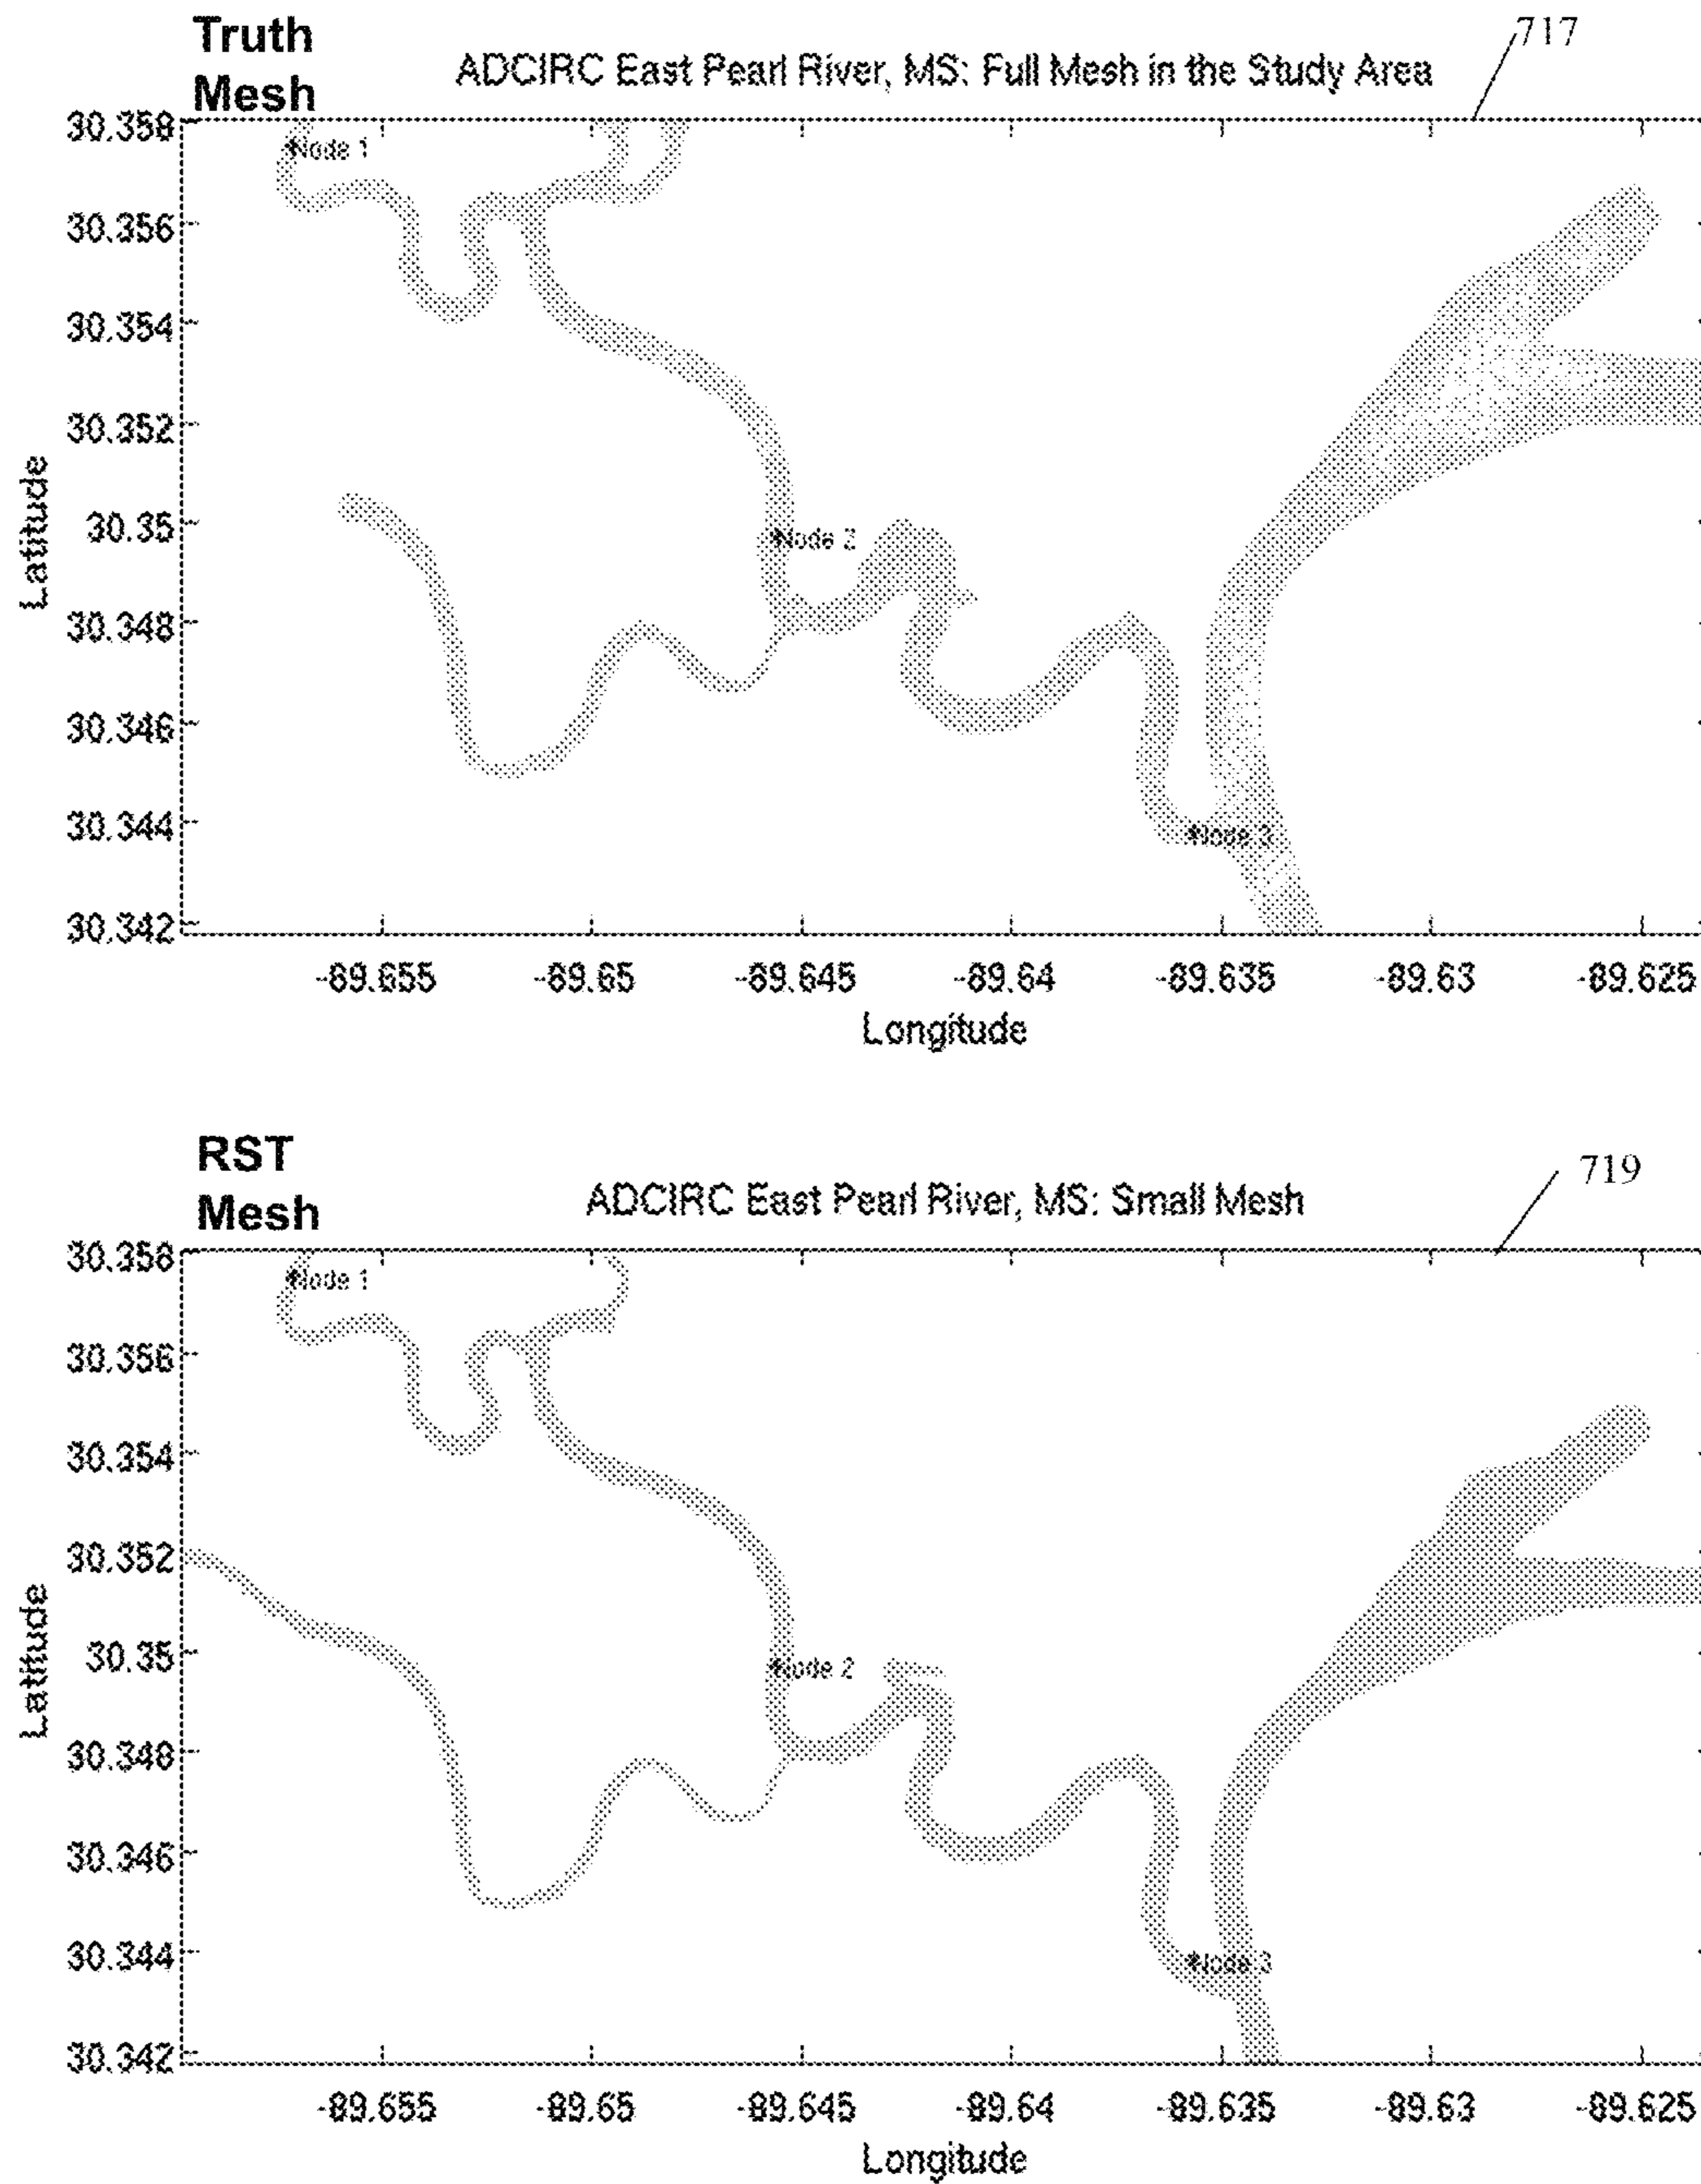 Truth
Mesh
717
ADCIRC East Pearl River, MS: Full Mesh in the Study Area
30.358
Node 1
30.356
30.354
30.352
30.35
Node 2
30.348
30.346
30.344
Node 3
30.342
Latitude
-89.655 -89.65 -89.645 -89.64 -89.635 -89.63 -89.625
Longitude
RST
Mesh
719
ADCIRC East Pearl River, MS: Small Mesh
30.358
Node 1
30.356
30.354
30.352
30.35
Node 2
30.348
30.346
30.344
Node 3
30.342
Latitude
-89.655 -89.65 -89.645 -89.64 -89.635 -89.63 -89.625
Longitude